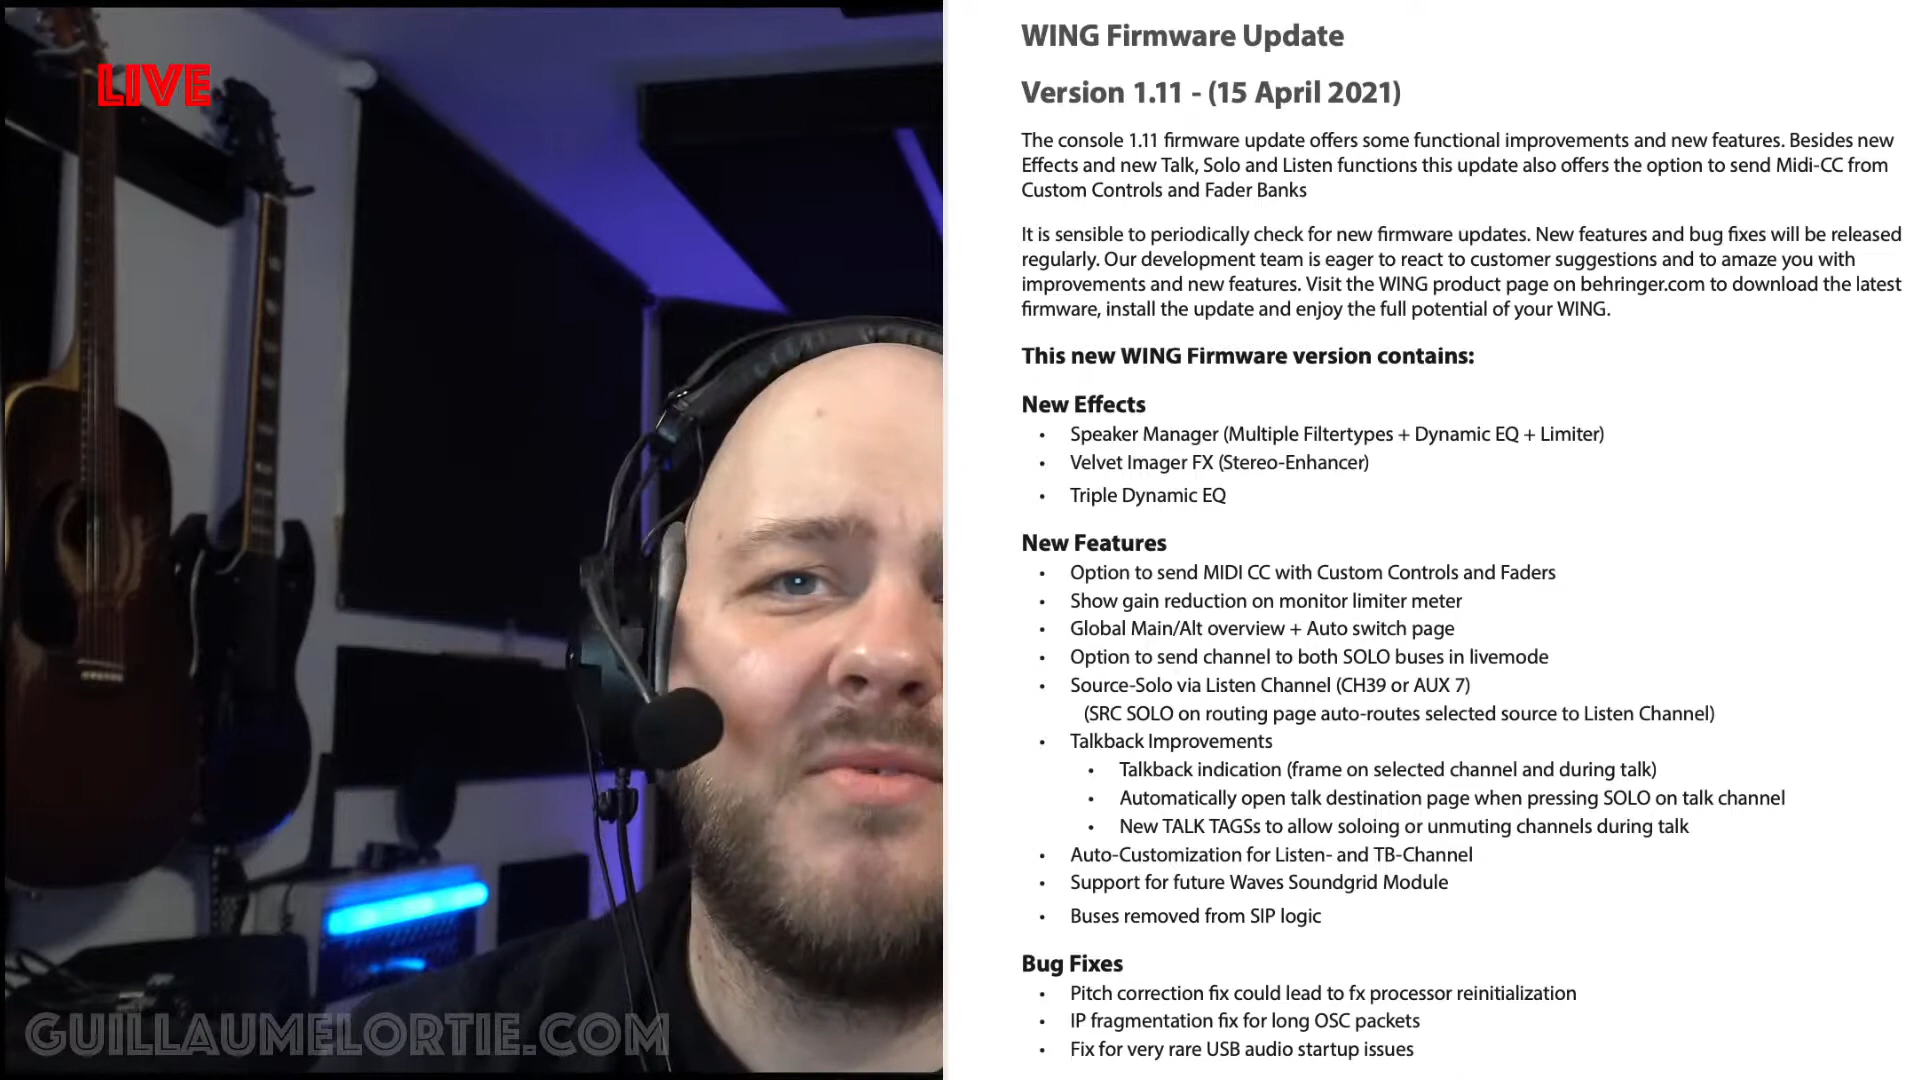 LIVE
GUILLAUMELORTIE.COM
WING Firmware Update
Version 1.11 - (15 April 2021)
The console 1.11 firmware update offers some functional improvements and new features. Besides new
Effects and new Talk, Solo and Listen functions this update also offers the option to send Midi-CC from
Custom Controls and Fader Banks
It is sensible to periodically check for new firmware updates. New features and bug fixes will be released
regularly. Our development team is eager to react to customer suggestions and to amaze you with
improvements and new features. Visit the WING product page on behringer.com to download the latest
firmware, install the update and enjoy the full potential of your WING.
This new WING Firmware version contains:
New Effects
• Speaker Manager (Multiple Filtertypes + Dynamic EQ + Limiter)
• Velvet Imager FX (Stereo-Enhancer)
• Triple Dynamic EQ
New Features
• Option to send MIDI CC with Custom Controls and Faders
• Show gain reduction on monitor limiter meter
• Global Main/Alt overview + Auto switch page
• Option to send channel to both SOLO buses in livemode
• Source-Solo via Listen Channel (CH39 or AUX 7)
(SRC SOLO on routing page auto-routes selected source to Listen Channel)
• Talkback Improvements
• Talkback indication (frame on selected channel and during talk)
• Automatically open talk destination page when pressing SOLO on talk channel
• New TALK TAGSs to allow soloing or unmuting channels during talk
• Auto-Customization for Listen- and TB-Channel
• Support for future Waves Soundgrid Module
• Buses removed from SIP logic
Bug Fixes
• Pitch correction fix could lead to fx processor reinitialization
• IP fragmentation fix for long OSC packets
• Fix for very rare USB audio startup issues